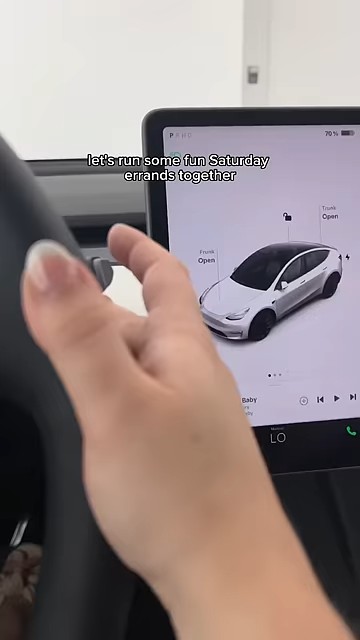 P R N D
70 %
let's run some fun Saturday
errands together
Trunk
Open
Frunk
Open
Baby
LO